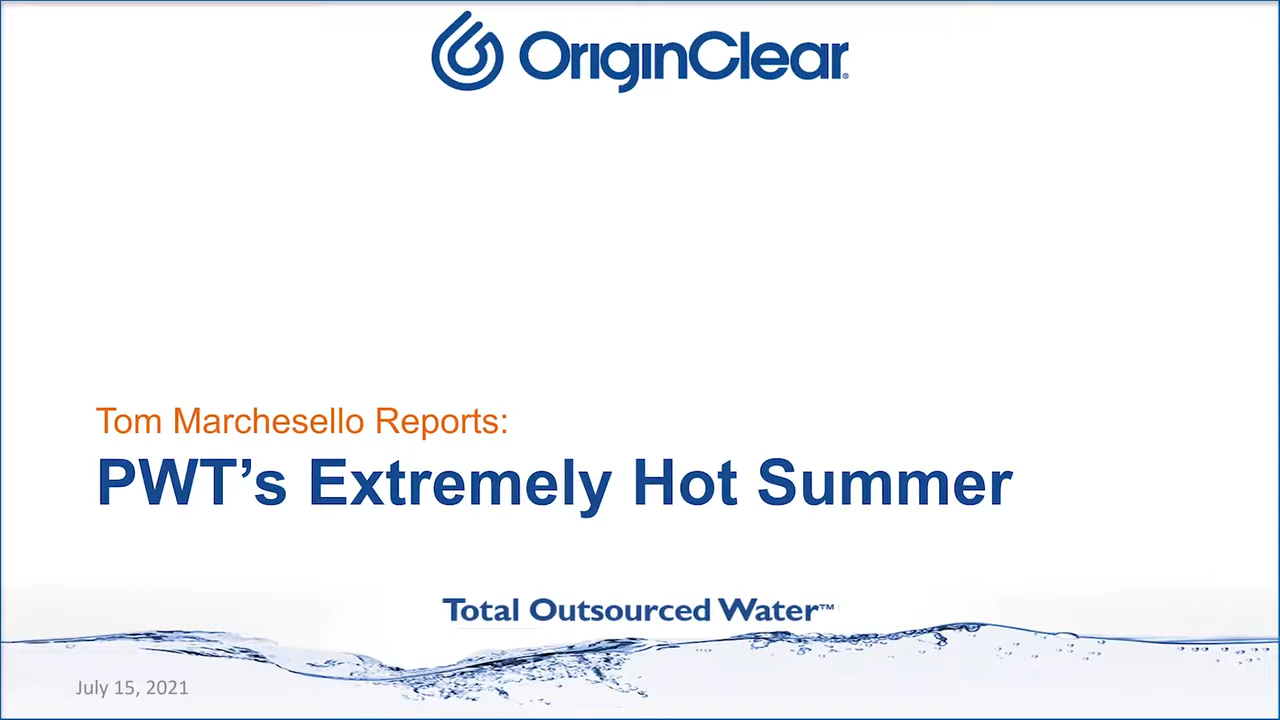 OriginClear®
Tom Marchesello Reports:
PWT’s Extremely Hot Summer
Total Outsourced Water™
July 15, 2021